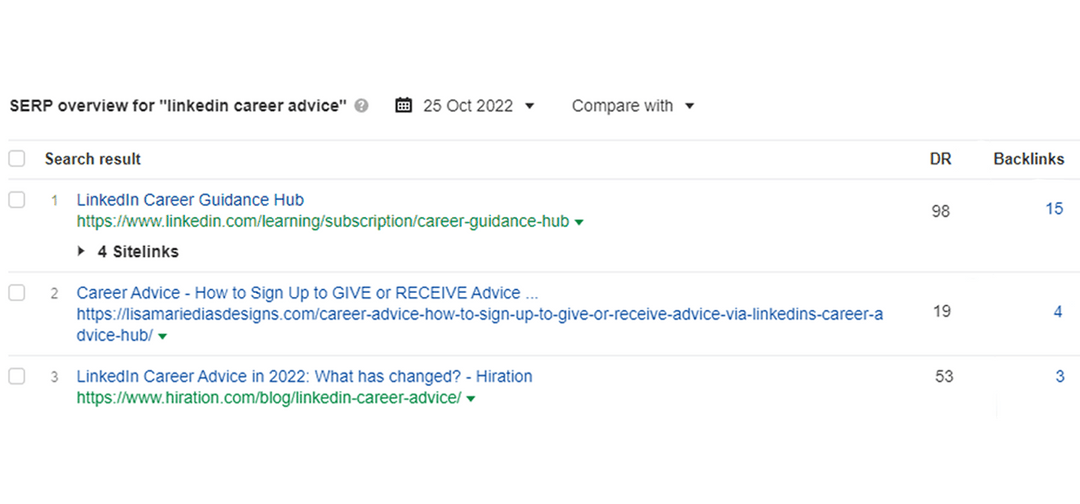 SERP overview for "linkedin career advice" ? 25 Oct 2022 Compare with
Search result DR Backlinks
1 LinkedIn Career Guidance Hub
https://www.linkedin.com/learning/subscription/career-guidance-hub 98 15
4 Sitelinks
2 Career Advice - How to Sign Up to GIVE or RECEIVE Advice ...
https://lisamariediasdesigns.com/career-advice-how-to-sign-up-to-give-or-receive-advice-via-linkedins-career-a 19 4
dvice-hub/
3 LinkedIn Career Advice in 2022: What has changed? - Hiration 53 3
https://www.hiration.com/blog/linkedin-career-advice/